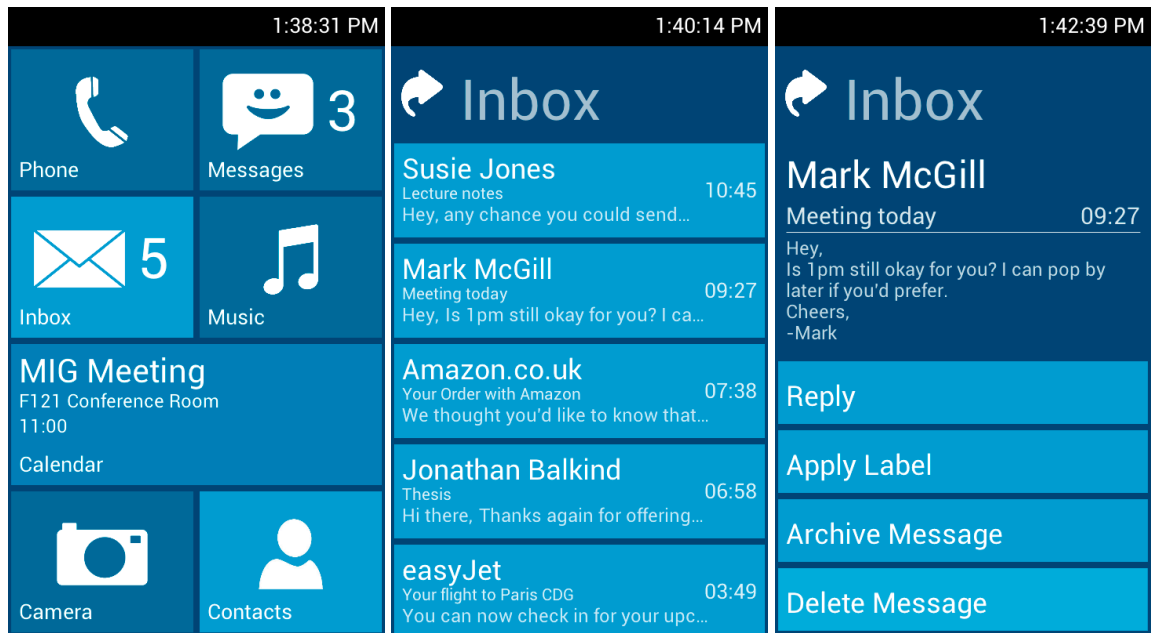 1:38:31 PM
Phone
3
Messages
5
Inbox
Music
MIG Meeting
F121 Conference Room
11:00
Calendar
Camera
Contacts
1:40:14 PM
Inbox
Susie Jones
Lecture notes
10:45
Hey, any chance you could send...
Mark McGill
Meeting today
09:27
Hey, Is 1pm still okay for you? I ca...
Amazon.co.uk
Your Order with Amazon
07:38
We thought you'd like to know that...
Jonathan Balkind
Thesis
06:58
Hi there, Thanks again for offering...
easyJet
Your flight to Paris CDG
03:49
You can now check in for your upc...
1:42:39 PM
Inbox
Mark McGill
Meeting today 09:27
Hey,
Is 1pm still okay for you? I can pop by
later if you'd prefer.
Cheers,
-Mark
Reply
Apply Label
Archive Message
Delete Message